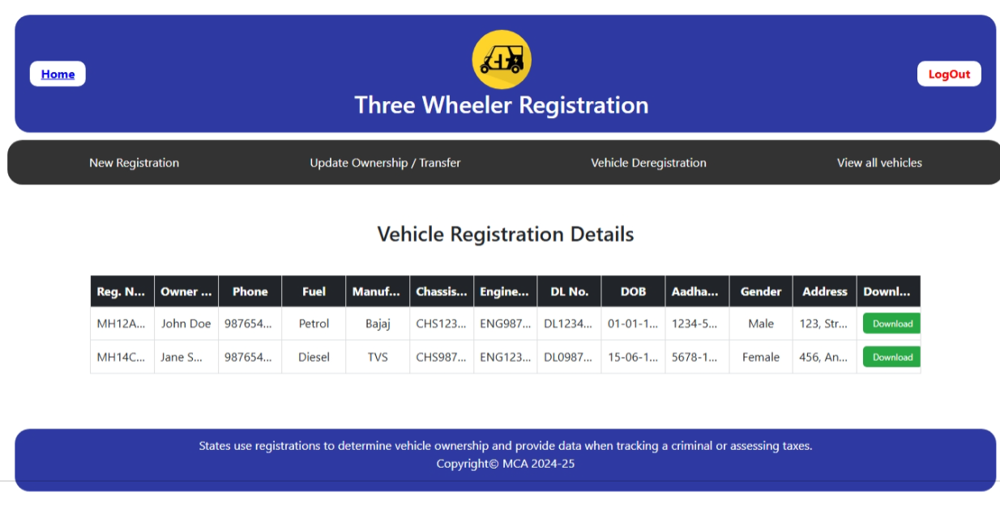 Home
LogOut
Three Wheeler Registration
New Registration Update Ownership / Transfer Vehicle Deregistration View all vehicles
Vehicle Registration Details
Reg. N... Owner ... Phone Fuel Manuf... Chassis... Engine... DL No. DOB Aadha... Gender Address Downl...
MH12A... John Doe 987654... Petrol Bajaj CHS123... ENG987... DL1234... 01-01-1... 1234-5... Male 123, Str... Download
MH14C... Jane S... 987654... Diesel TVS CHS987... ENG123... DL0987... 15-06-1... 5678-1... Female 456, An... Download
States use registrations to determine vehicle ownership and provide data when tracking a criminal or assessing taxes.
Copyright© MCA 2024-25